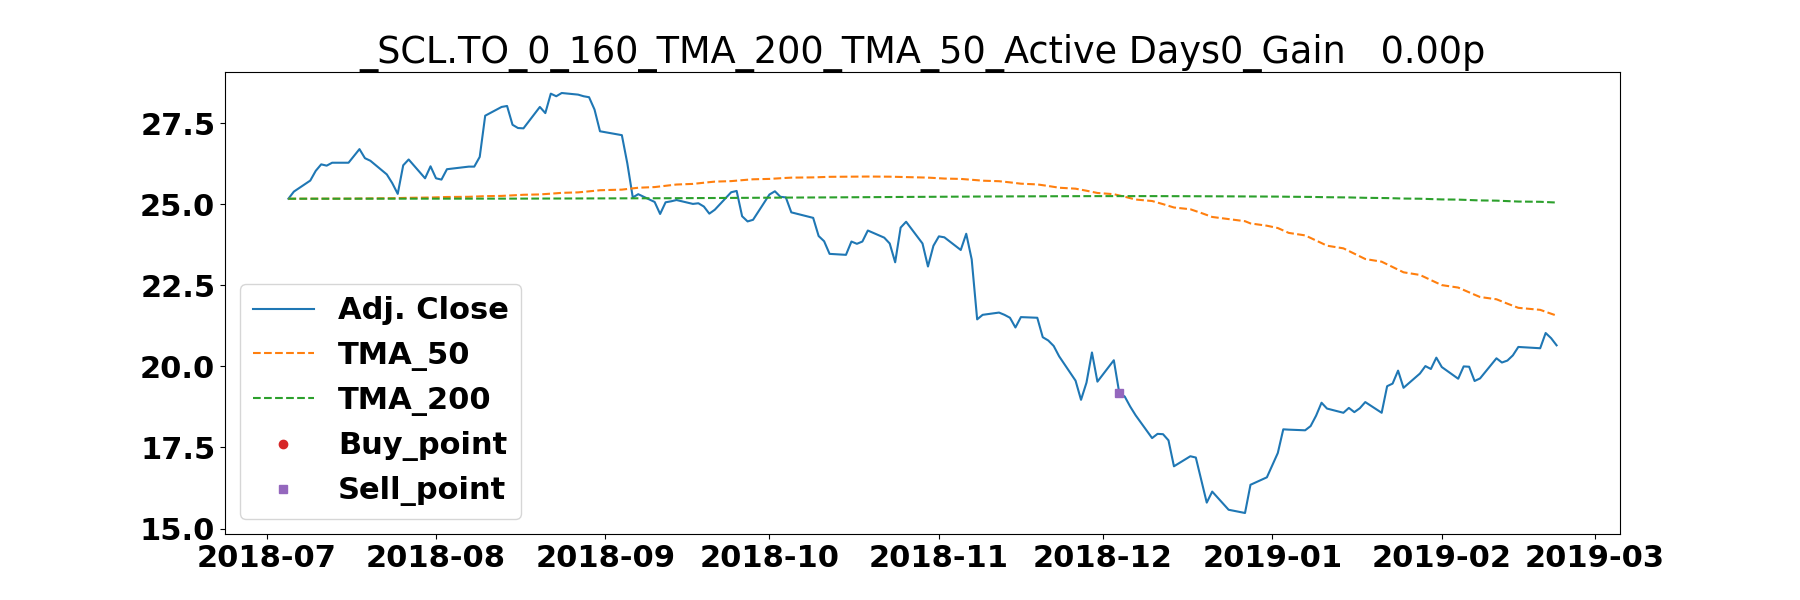 _SCL.TO_0_160_TMA_200_TMA_50_Active Days0_Gain   0.00p
27.5
25.0
22.5
20.0
17.5
15.0
Adj. Close
TMA_50
TMA_200
Buy_point
Sell_point
2018-07 2018-08 2018-09 2018-10 2018-11 2018-12 2019-01 2019-02 2019-03